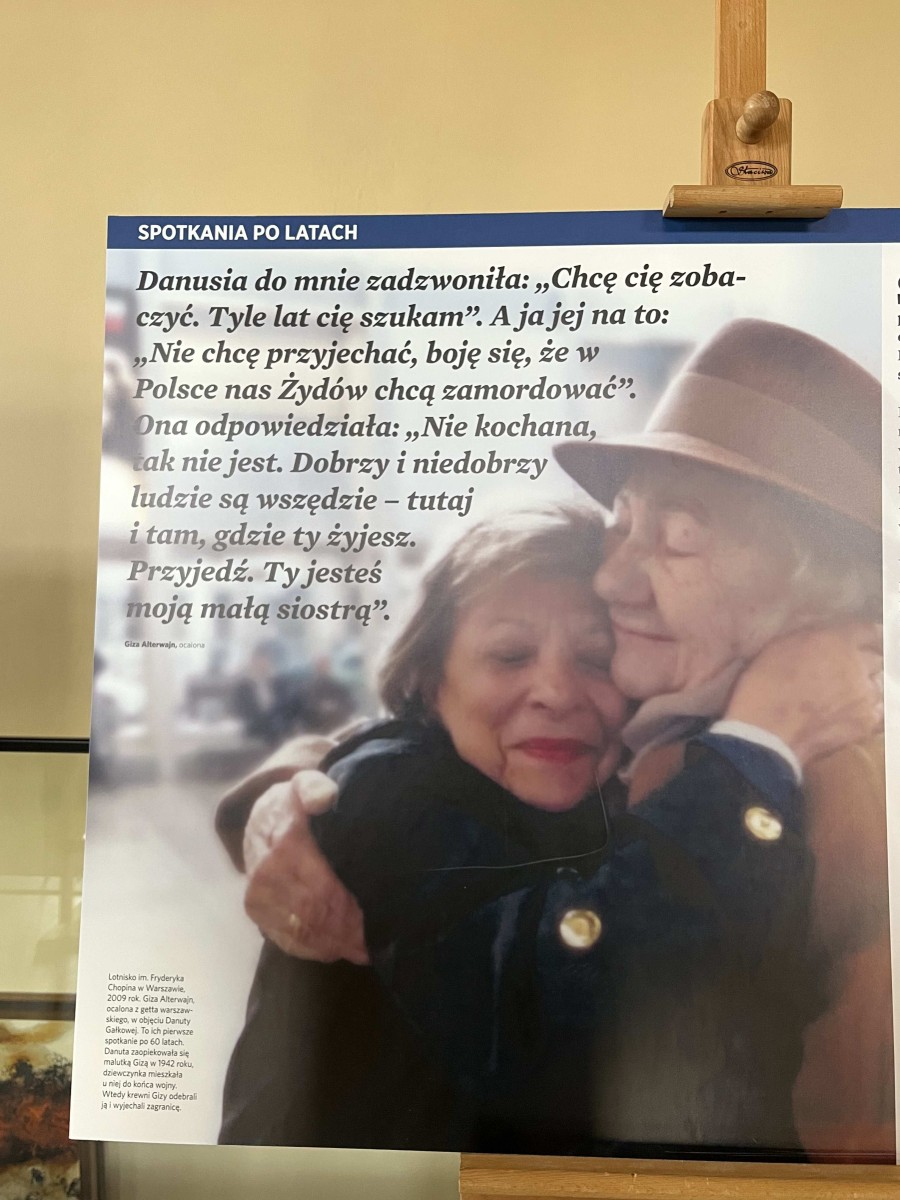 Stacina
SPOTKANIA PO LATACH
Danusia do mnie zadzwoniła: „Chcę cię zoba-
czyć. Tyle lat cię szukam”. A ja jej na to:
„Nie chcę przyjechać, boję się, że w
Polsce nas Żydów chcą zamordować”.
Ona odpowiedziała: „Nie kochana,
tak nie jest. Dobrzy i niedobrzy
ludzie są wszędzie – tutaj
i tam, gdzie ty żyjesz.
Przyjedź. Ty jesteś
moją małą siostrą”.
Giza Alterwajn, ocalona
Lotnisko im. Fryderyka
Chopina w Warszawie,
2009 rok. Giza Alterwajn,
ocalona z getta warszaw-
skiego, w objęciu Danuty
Gałkowej. To ich pierwsze
spotkanie po 60 latach.
Danuta zaopiekowała się
malutką Gizą w 1942 roku,
dziewczynka mieszkała
u niej do końca wojny.
Wtedy krewni Gizy odebrali
ją i wyjechali zagranicę.